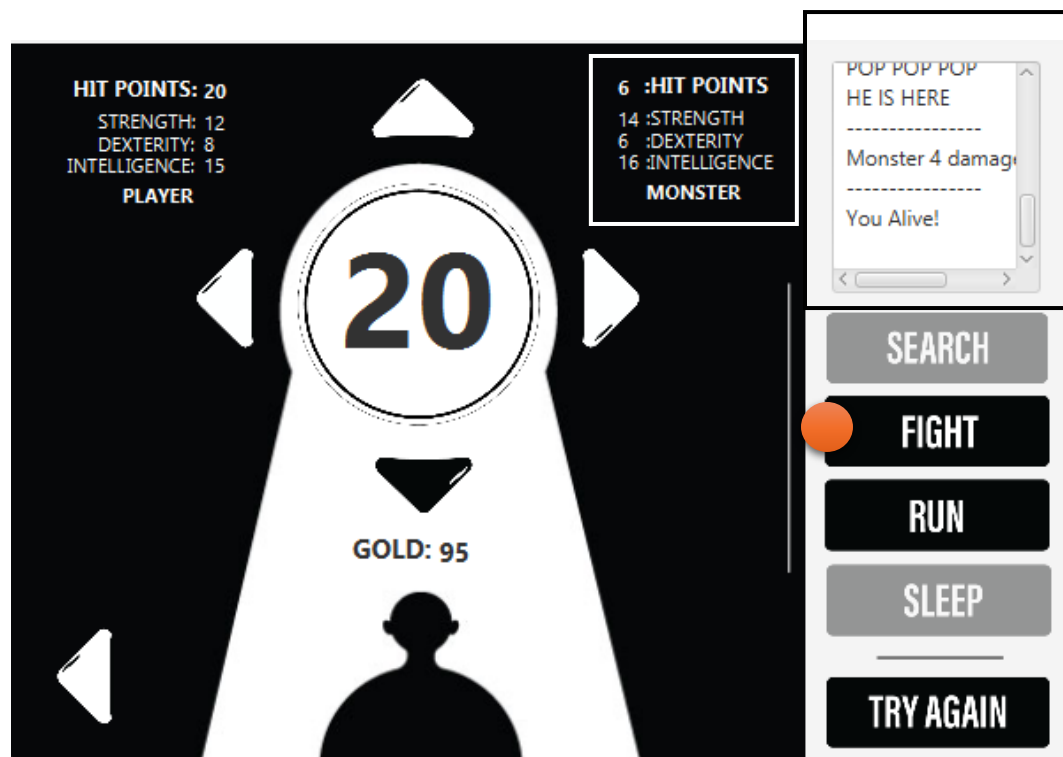 HIT POINTS: 20
STRENGTH: 12
DEXTERITY: 8
INTELLIGENCE: 15
PLAYER
6 :HIT POINTS
14 :STRENGTH
6 :DEXTERITY
16 :INTELLIGENCE
MONSTER
20
GOLD: 95
POP POP POP
HE IS HERE
----------------
Monster 4 damage
----------------
You Alive!
SEARCH
FIGHT
RUN
SLEEP
TRY AGAIN